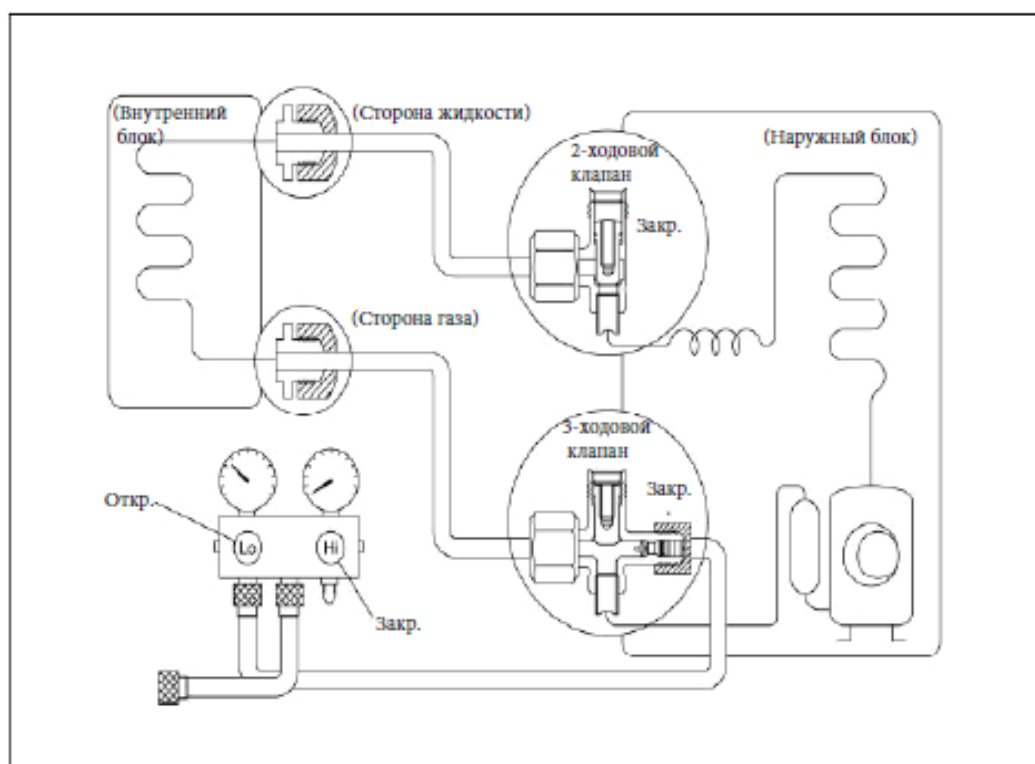 (Внутренний
блок)
(Сторона жидкости)
2-ходовой
клапан
Закр.
(Наружный блок)
(Сторона газа)
3-ходовой
клапан
Закр.
Откр.
Lo
Hi
Закр.